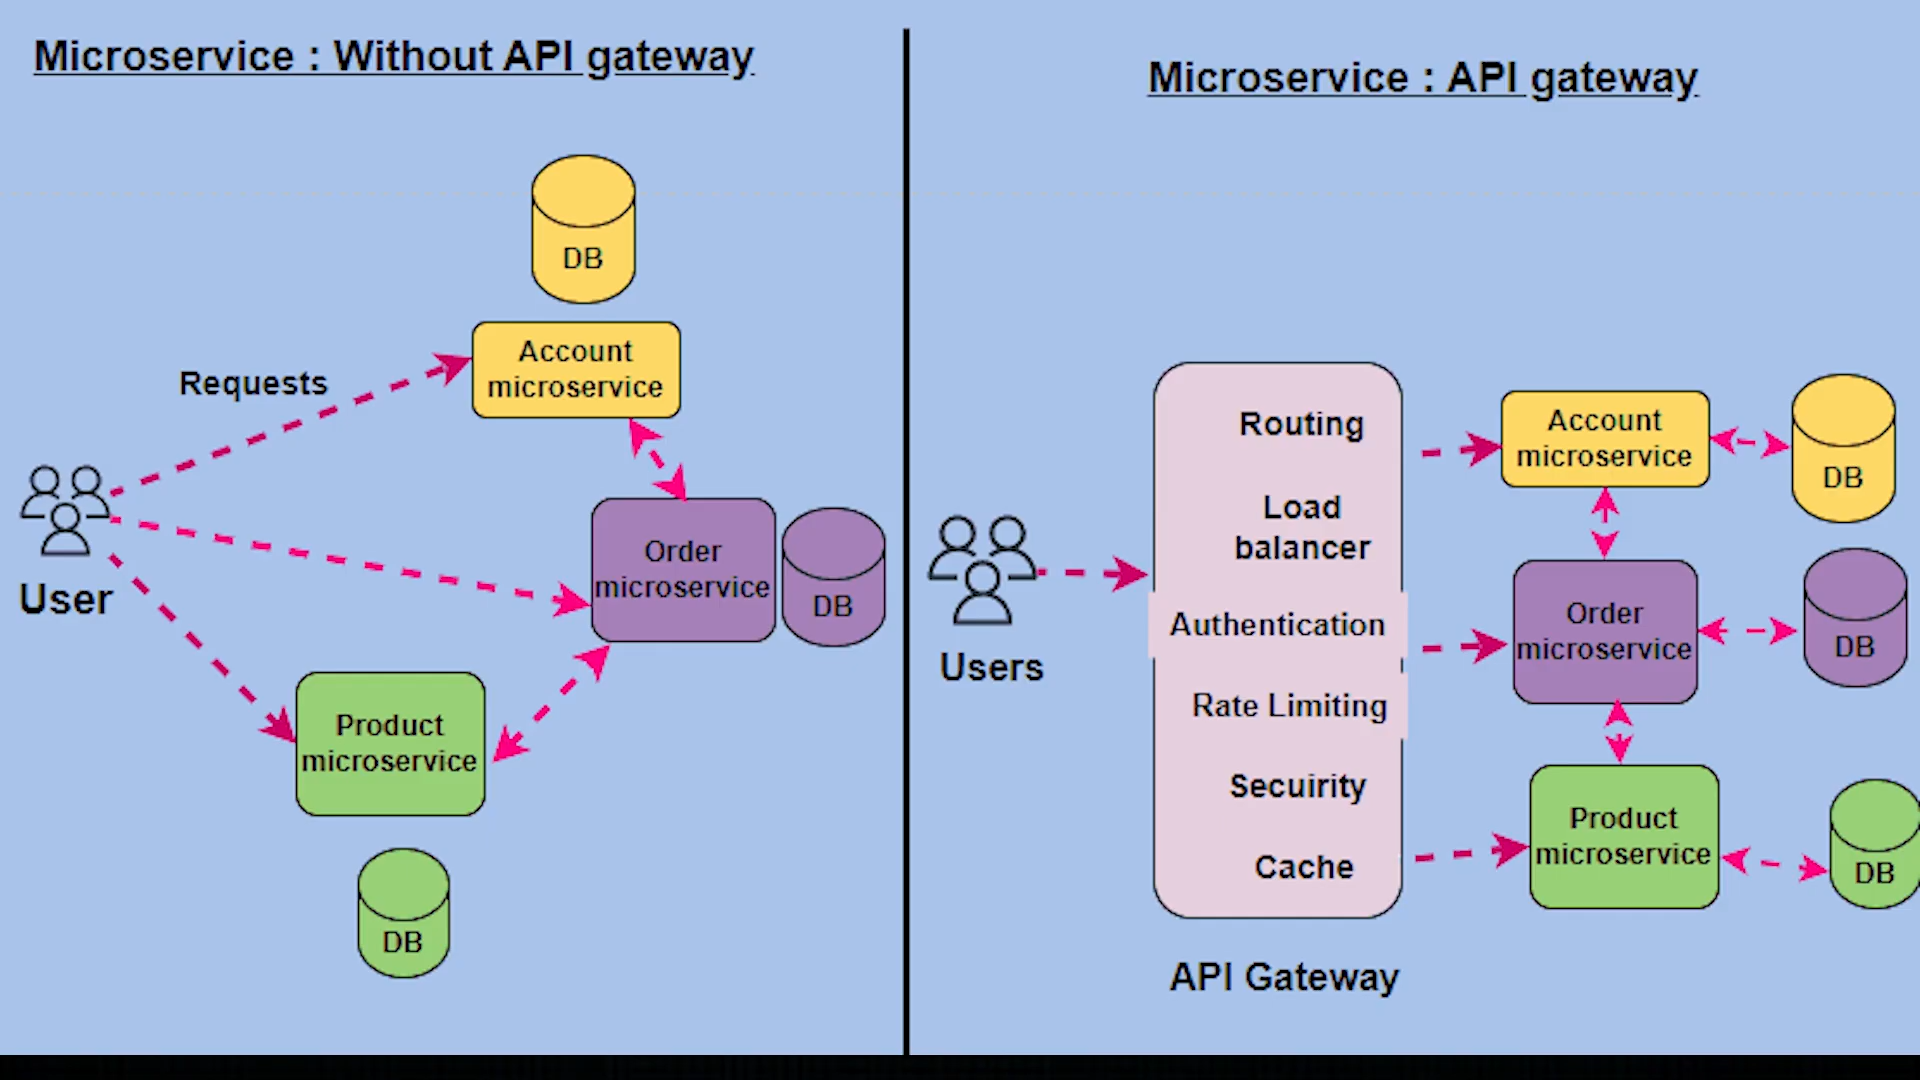 Microservice : Without API gateway
DB
Account
microservice
Requests
Order
microservice
DB
User
Product
microservice
DB
Microservice : API gateway
Users
Routing
Load
balancer
Authentication
Rate Limiting
Secuirity
Cache
API Gateway
Account
microservice
DB
Order
microservice
DB
Product
microservice
DB